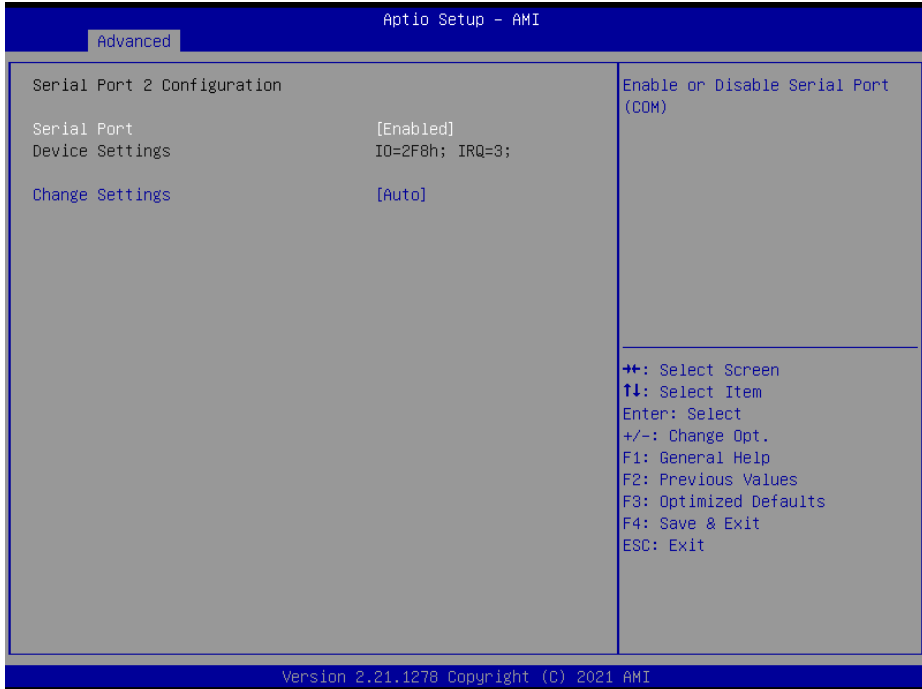 Aptio Setup – AMI
Advanced
Serial Port 2 Configuration
Serial Port [Enabled]
Device Settings IO=2F8h; IRQ=3;
Change Settings [Auto]
Enable or Disable Serial Port
(COM)
→←: Select Screen
↑↓: Select Item
Enter: Select
+/-: Change Opt.
F1: General Help
F2: Previous Values
F3: Optimized Defaults
F4: Save & Exit
ESC: Exit
Version 2.21.1278 Copyright (C) 2021 AMI